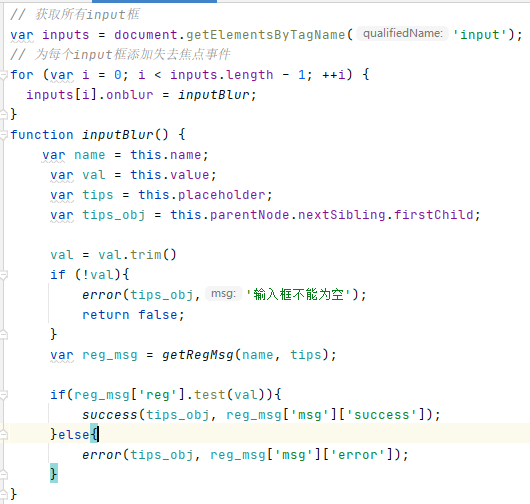 // 获取所有input框
var inputs = document.getElementsByTagName( qualifiedName: 'input');
// 为每个input框添加失去焦点事件
for (var i = 0; i < inputs.length - 1; ++i) {
  inputs[i].onblur = inputBlur;
}
function inputBlur() {
    var name = this.name;
     var val = this.value;
     var tips = this.placeholder;
     var tips_obj = this.parentNode.nextSibling.firstChild;

     val = val.trim()
     if (!val){
         error(tips_obj, msg: '输入框不能为空');
         return false;
     }
     var reg_msg = getRegMsg(name, tips);

     if(reg_msg['reg'].test(val)){
         success(tips_obj, reg_msg['msg']['success']);
     }else{
         error(tips_obj, reg_msg['msg']['error']);
     }
}